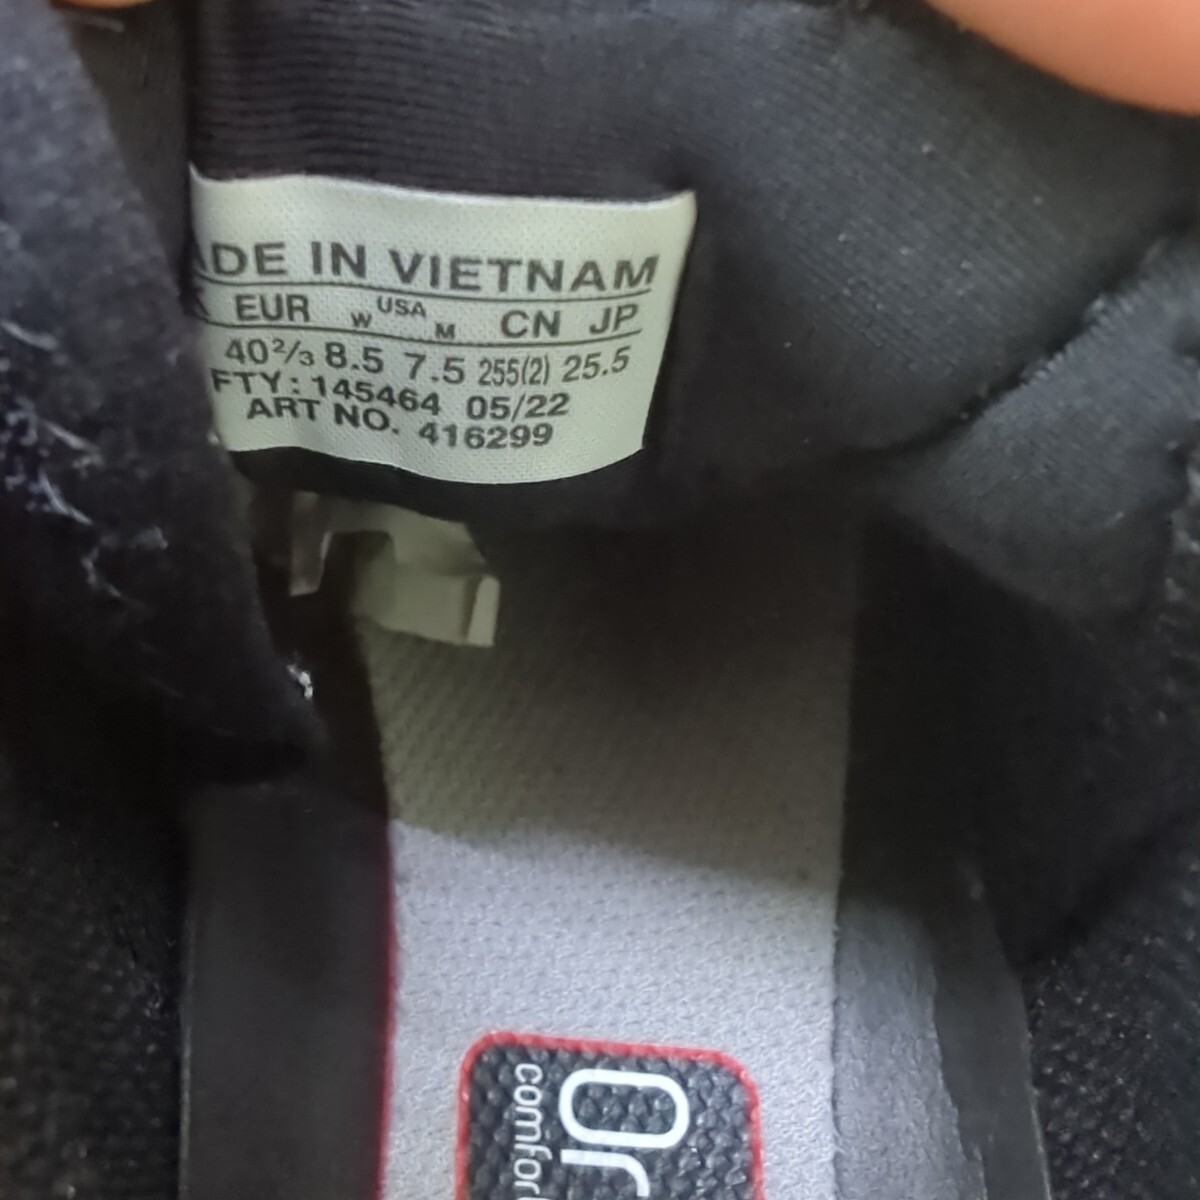 ADE IN VIETNAM
EUR W USA M CN JP
40⅔ 8.5 7.5 255(2) 25.5
FTY: 145464 05/22
ART NO. 416299
Or
comfor